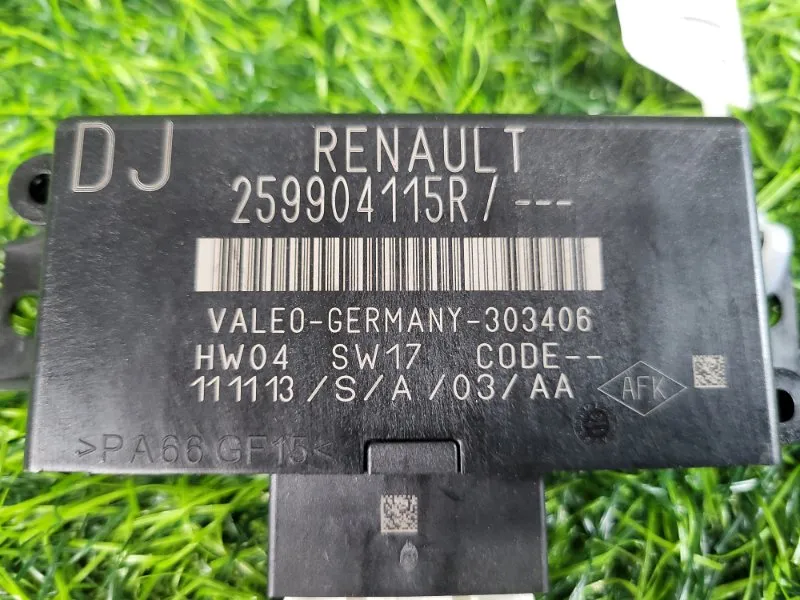 DJ RENAULT
259904115R/ ---
VALEO-GERMANY-303406
HW04 SW17 CODE--
111113/S/A/03/AA AFK
>PA66 GF15<